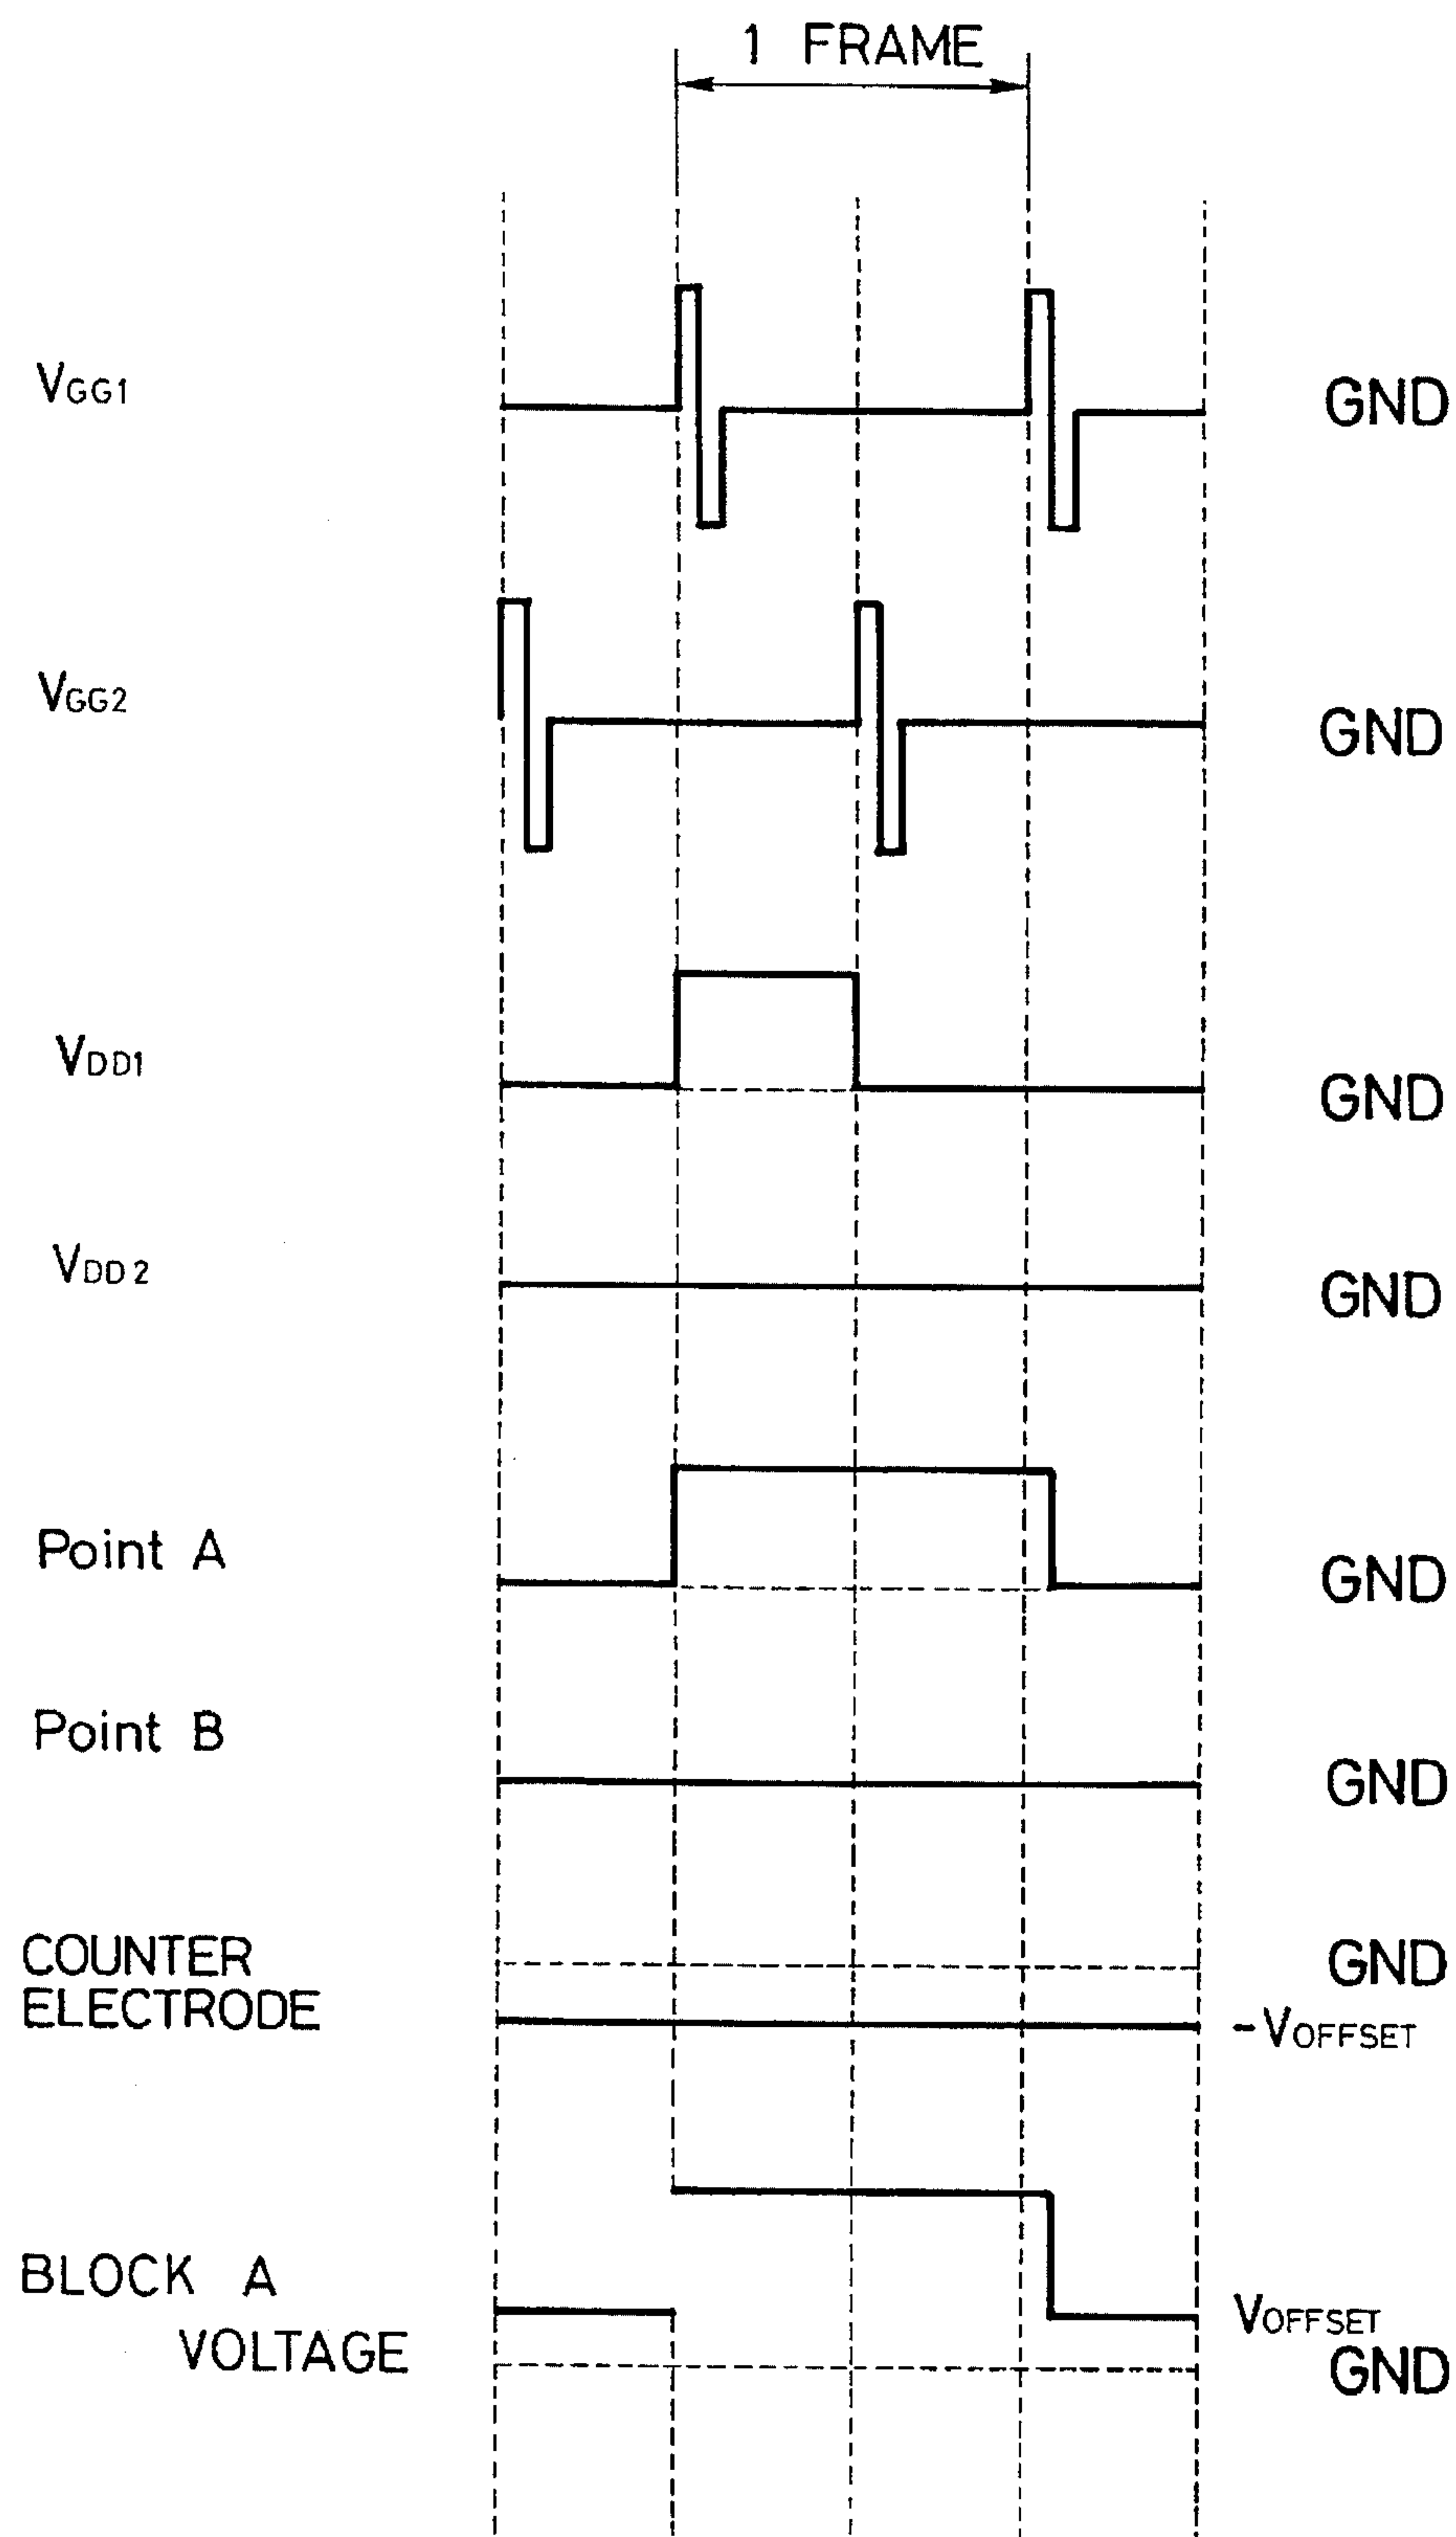 1 FRAME
VGG1 GND
VGG2 GND
VDD1 GND
VDD2 GND
Point A GND
Point B GND
COUNTER GND
ELECTRODE -VOFFSET
BLOCK A
VOFFSET
VOLTAGE GND